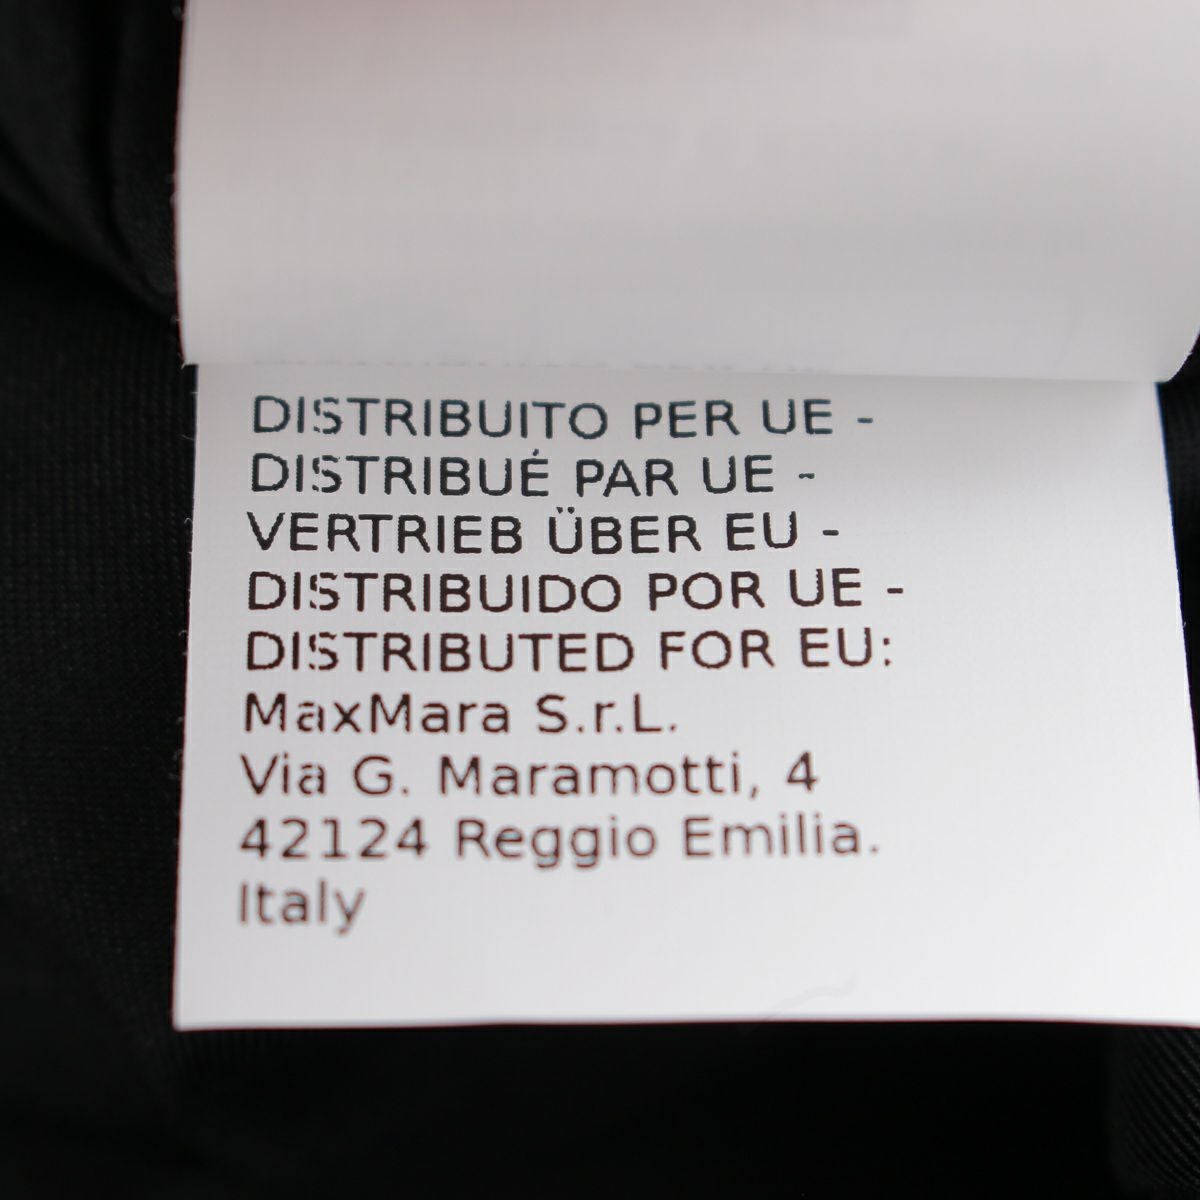 DISTRIBUITO PER UE -
DISTRIBUÉ PAR UE -
VERTRIEB ÜBER EU -
DISTRIBUIDO POR UE -
DISTRIBUTED FOR EU:
MaxMara S.r.L.
Via G. Maramotti, 4
42124 Reggio Emilia.
Italy